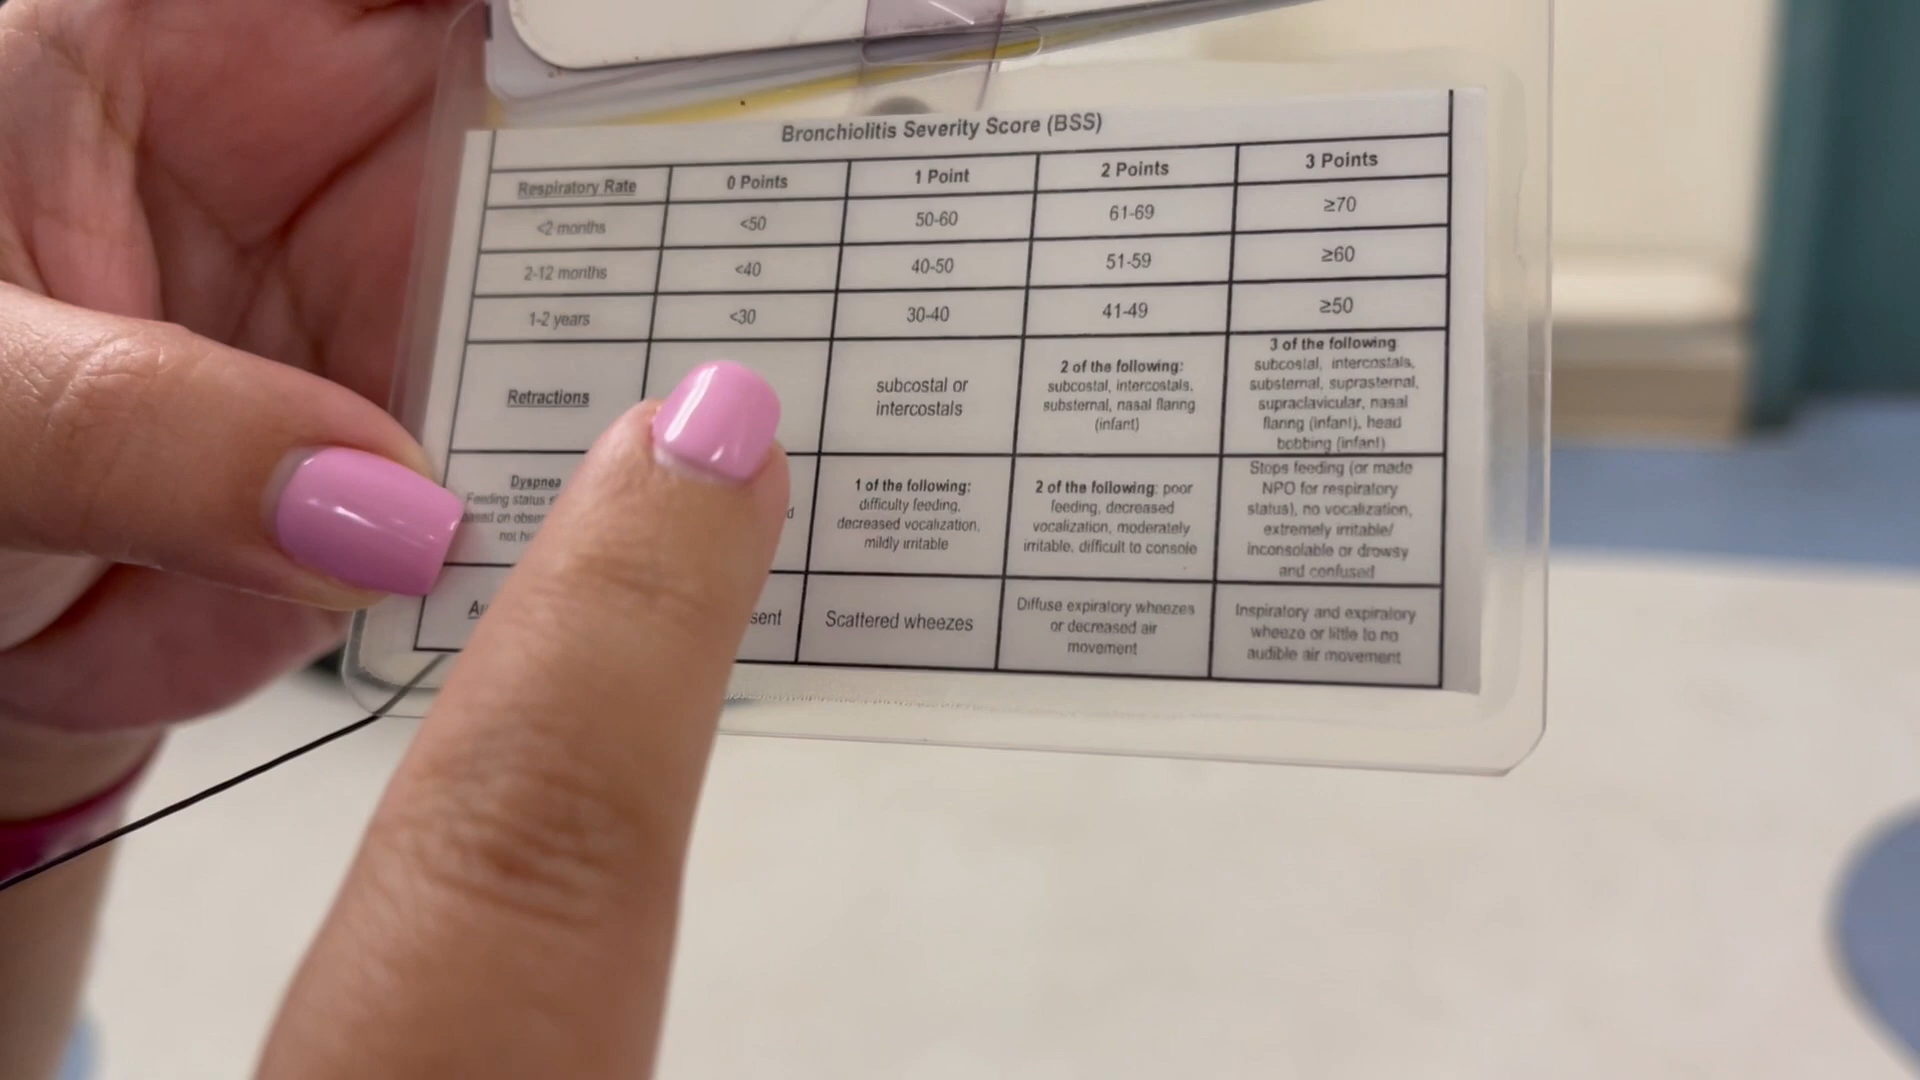 Bronchiolitis Severity Score (BSS)
Respiratory Rate 0 Points 1 Point 2 Points 3 Points
<2 months <50 50-60 61-69 ≥70
2-12 months <40 40-50 51-59 ≥60
1-2 years <30 30-40 41-49 ≥50
Retractions
subcostal or
intercostals
2 of the following:
subcostal, intercostals,
substernal, nasal flaring
(infant)
3 of the following
subcostal, intercostals,
substernal, suprasternal,
supraclavicular, nasal
flaring (infant), head
bobbing (infant)
Dyspnea
Feeding status
based on
1 of the following:
difficulty feeding,
decreased vocalization,
mildly irritable
2 of the following: poor
feeding, decreased
vocalization, moderately
irritable, difficult to console
Stops feeding (or made
NPO for respiratory
status), no vocalization,
extremely irritable/
inconsolable or drowsy
and confused
Scattered wheezes
Diffuse expiratory wheezes
or decreased air
movement
Inspiratory and expiratory
wheeze or little to no
audible air movement